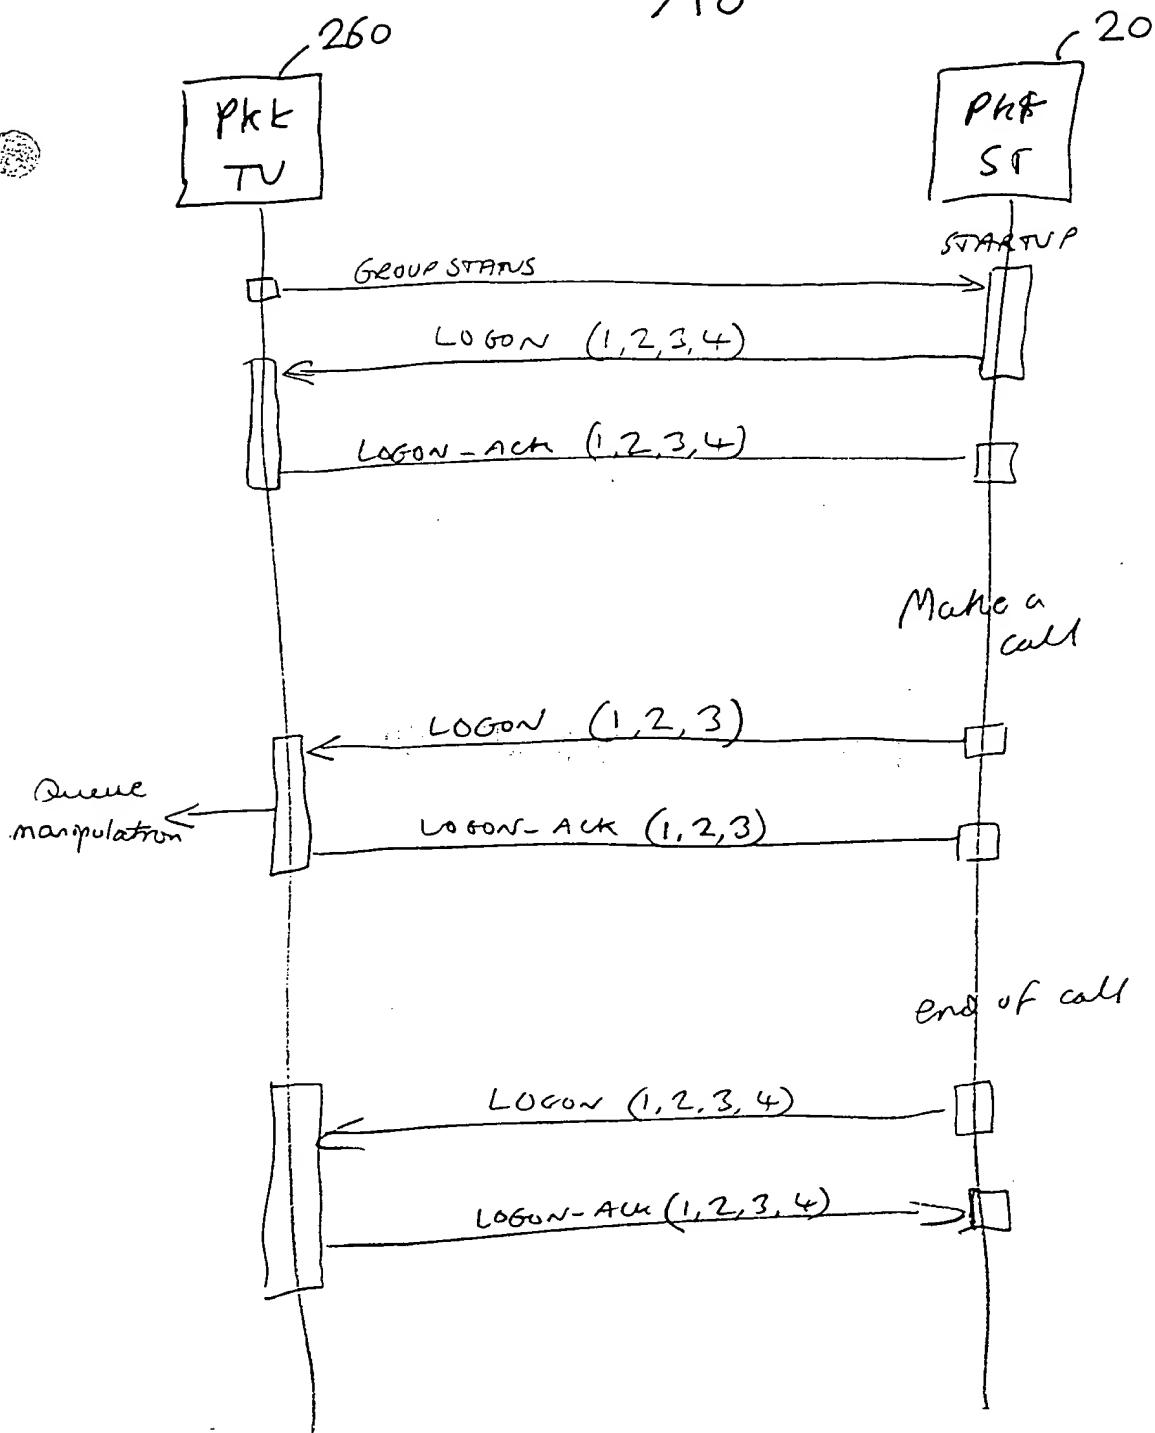 260
20
Pkt
TU
Pkt
ST
STARTUP
GROUP STATUS
LOGON (1,2,3,4)
LOGON-ACK (1,2,3,4)
Make a
call
LOGON (1,2,3)
Queue
manipulation
LOGON-ACK (1,2,3)
end of call
LOGON (1,2,3,4)
LOGON-ACK (1,2,3,4)